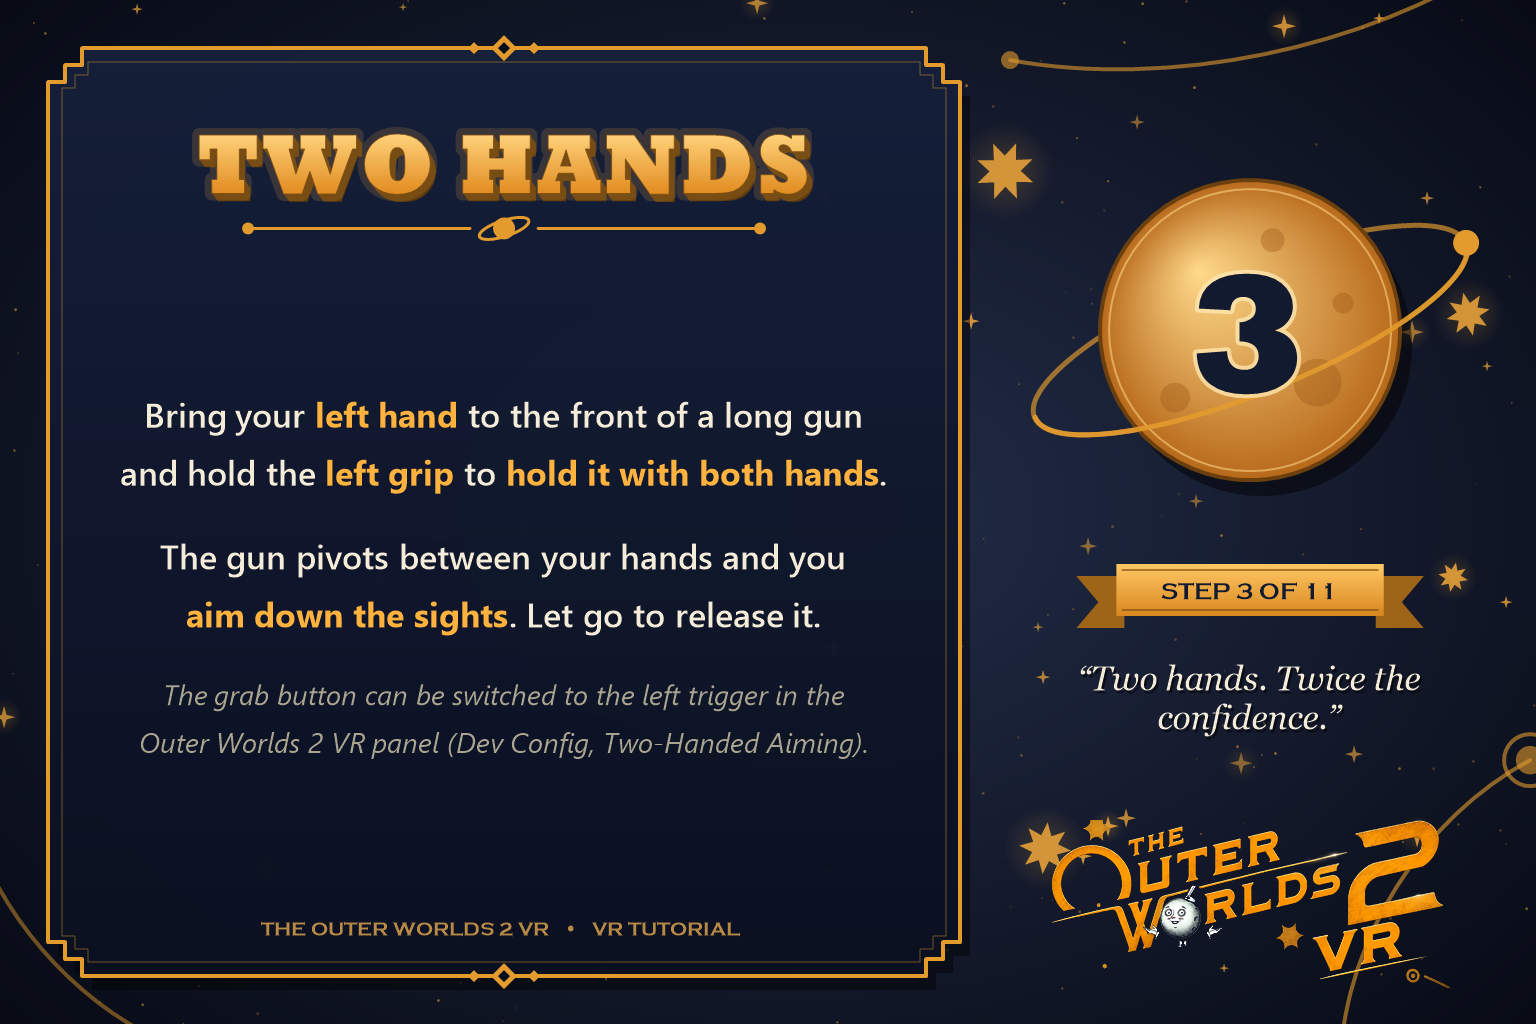 TWO HANDS
Bring your left hand to the front of a long gun
and hold the left grip to hold it with both hands.
The gun pivots between your hands and you
aim down the sights. Let go to release it.
The grab button can be switched to the left trigger in the
Outer Worlds 2 VR panel (Dev Config, Two-Handed Aiming).
THE OUTER WORLDS 2 VR • VR TUTORIAL
3
STEP 3 OF 11
“Two hands. Twice the
confidence.”
THE
OUTER
WORLDS 2
VR